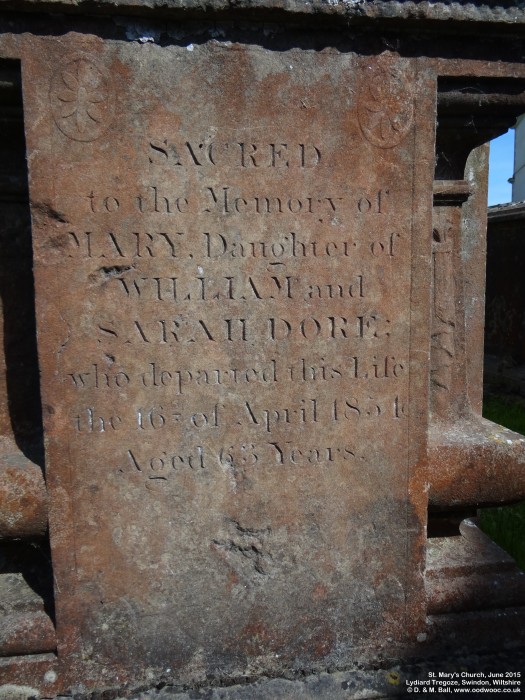 SACRED
to the Memory of
MARY, Daughter of
WILLIAM and
SARAH DORE;
who departed this Life
the 16th of April 1854
Aged 63 Years.
St. Mary's Church, June 2015
Lydiard Tregoze, Swindon, Wiltshire
© D. & M. Ball, www.oodwooc.co.uk